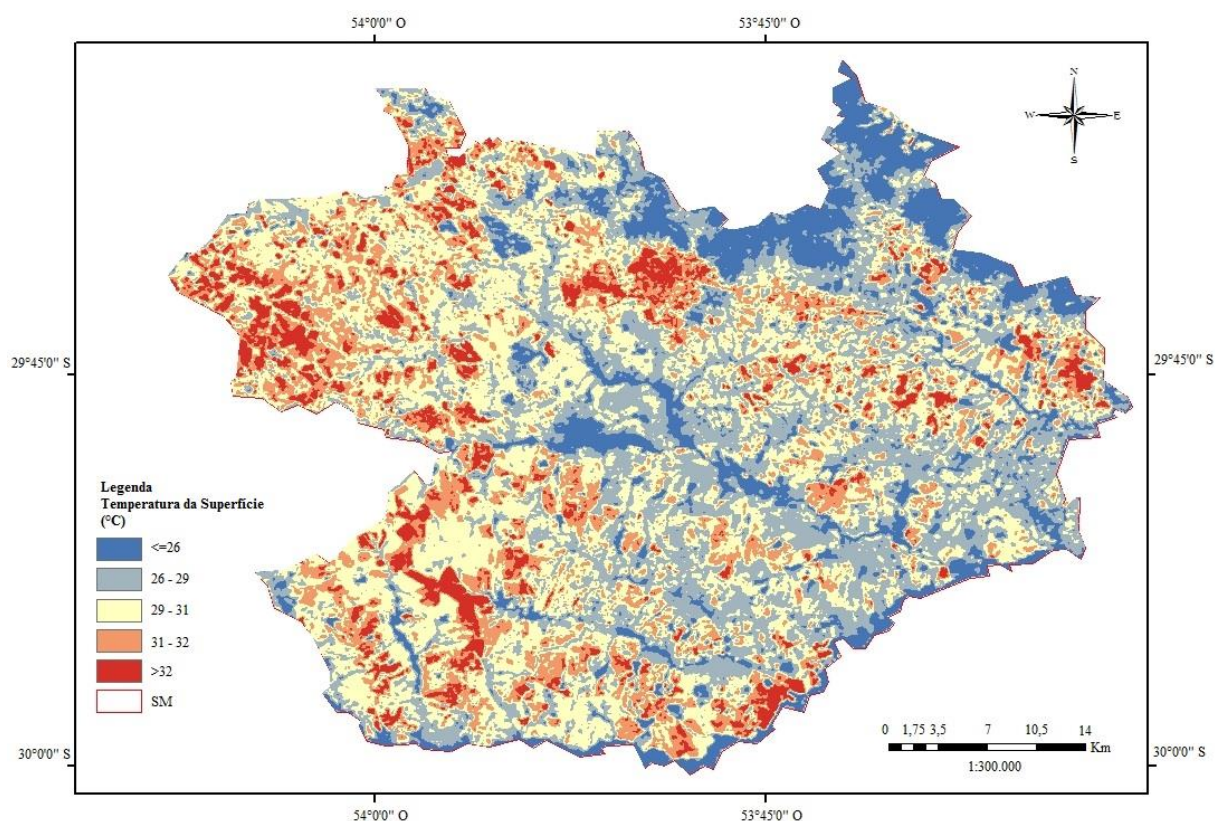 54°0'0" O
53°45'0" O
N
W
E
S
29°45'0" S
29°45'0" S
Legenda
Temperatura da Superfície
(°C)
<=26
26 - 29
29 - 31
31 - 32
>32
SM
0 1,75 3,5 7 10,5 14
Km
1:300.000
30°0'0" S
30°0'0" S
54°0'0" O
53°45'0" O